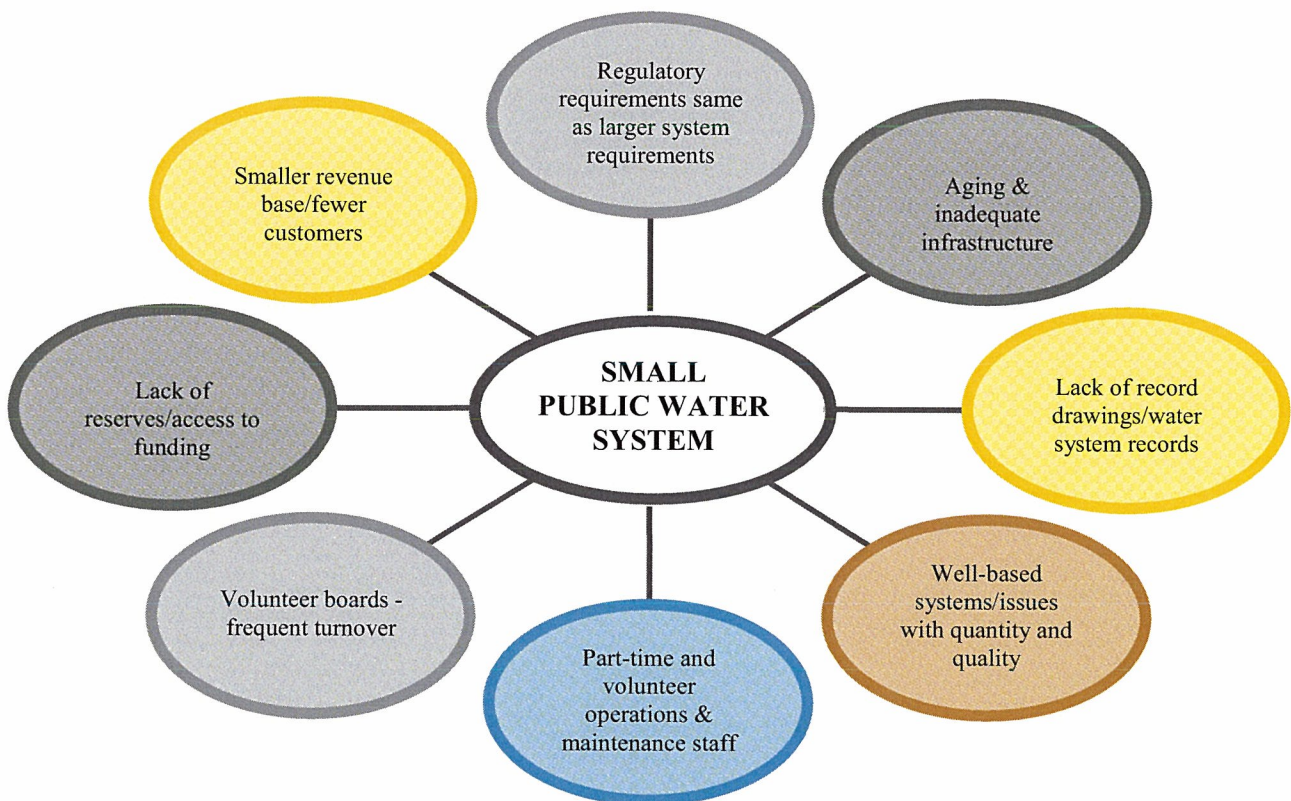 Regulatory
requirements same
as larger system
requirements
Smaller revenue
base/fewer
customers
Aging &
inadequate
infrastructure
Lack of
reserves/access to
funding
SMALL
PUBLIC WATER
SYSTEM
Lack of record
drawings/water
system records
Volunteer boards -
frequent turnover
Part-time and
volunteer
operations &
maintenance staff
Well-based
systems/issues
with quantity and
quality